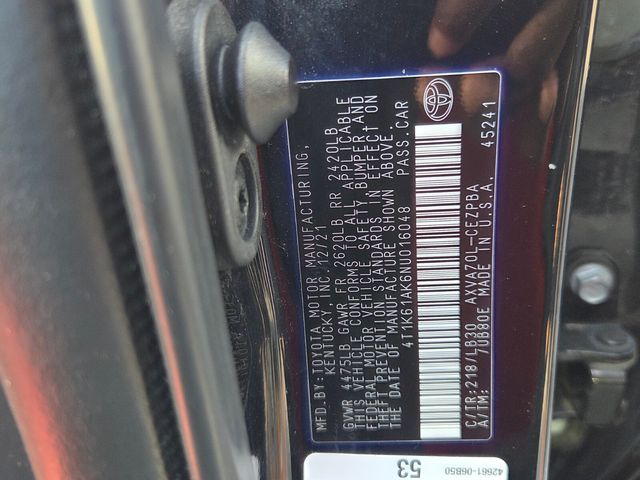 MFD.BY:TOYOTA MOTOR MANUFACTURING,
KENTUCKY, INC. 12/21
GVWR 4475LB GAWR FR 2620LB RR 2420LB
THIS VEHICLE CONFORMS TO ALL APPLICABLE
FEDERAL MOTOR VEHICLE SAFETY, BUMPER, AND
THEFT PREVENTION STANDARDS IN EFFECT ON
THE DATE OF MANUFACTURE SHOWN ABOVE.
4T1K61AK6NU016048 PASS.CAR
C/TR:218/LB30 AXVA70L-CEZPBA
A/TM: 7UB80E MADE IN U.S.A. 45241
42661-06B50
53